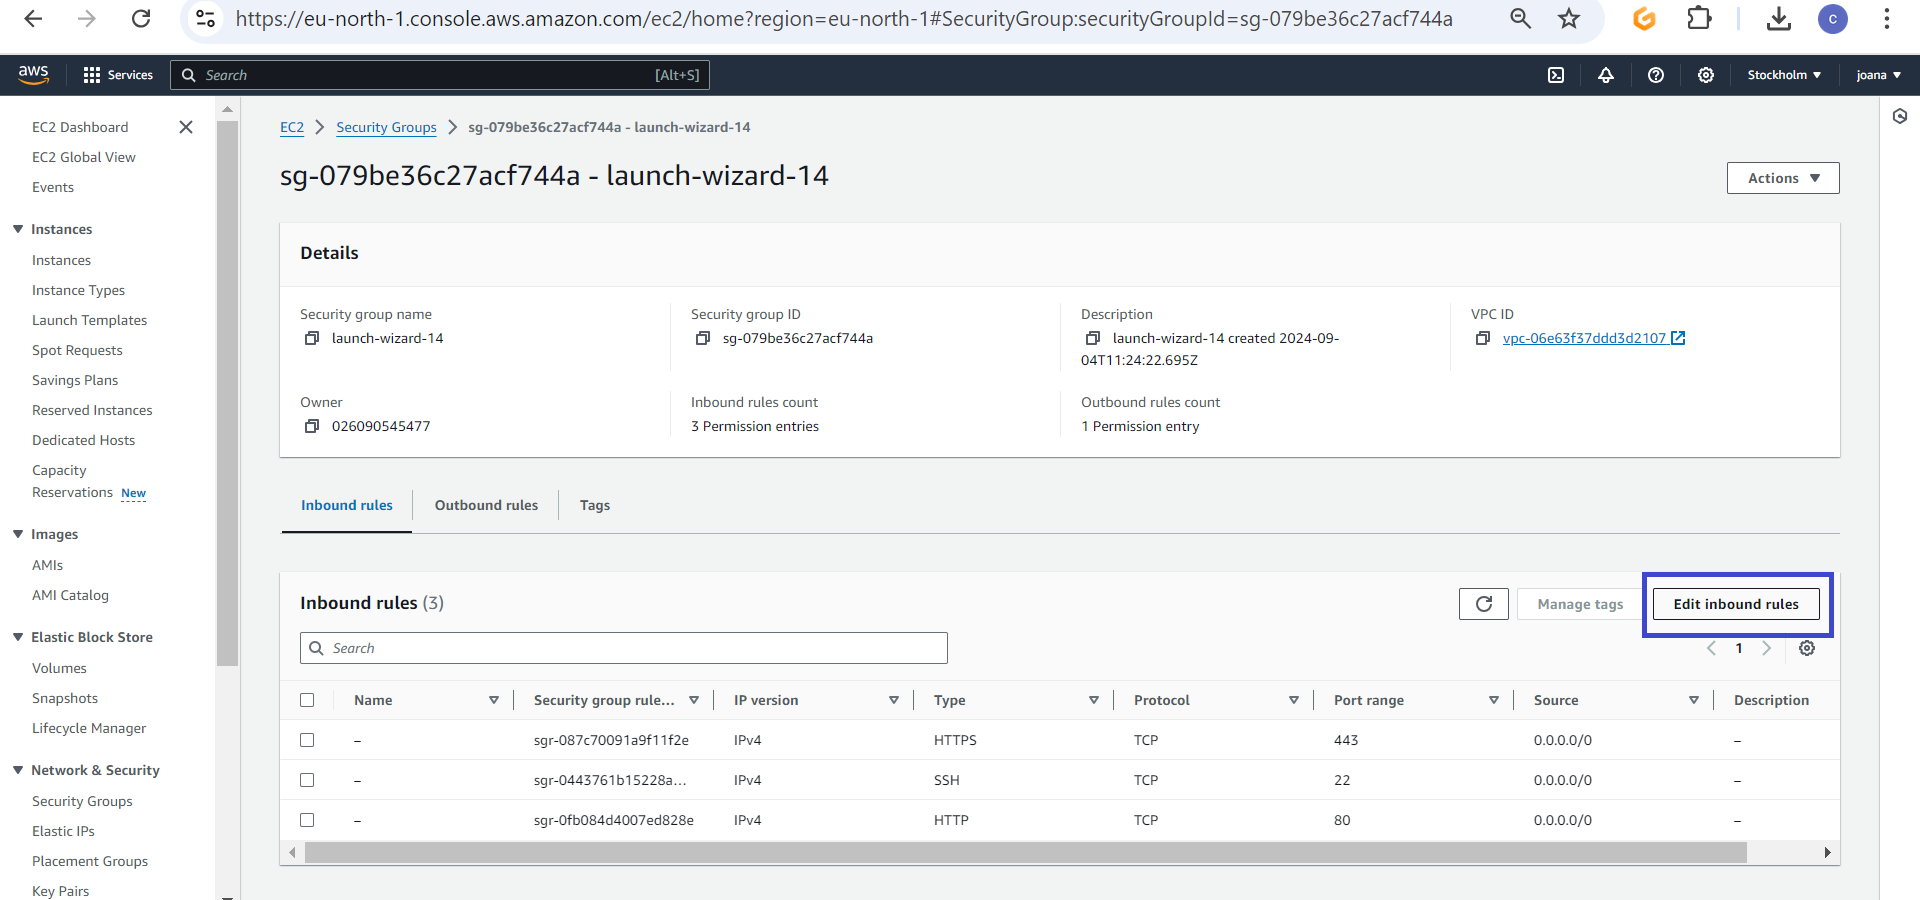 https://eu-north-1.console.aws.amazon.com/ec2/home?region=eu-north-1#SecurityGroup:securityGroupId=sg-079be36c27acf744a
C
aws
Services
Search
[Alt+S]
Stockholm
joana
EC2 Dashboard
EC2 Global View
Events
Instances
Instances
Instance Types
Launch Templates
Spot Requests
Savings Plans
Reserved Instances
Dedicated Hosts
Capacity
Reservations New
Images
AMIs
AMI Catalog
Elastic Block Store
Volumes
Snapshots
Lifecycle Manager
Network & Security
Security Groups
Elastic IPs
Placement Groups
Key Pairs
EC2 > Security Groups > sg-079be36c27acf744a - launch-wizard-14
sg-079be36c27acf744a - launch-wizard-14
Actions
Details
Security group name
launch-wizard-14
Security group ID
sg-079be36c27acf744a
Description
launch-wizard-14 created 2024-09-
04T11:24:22.695Z
VPC ID
vpc-06e63f37ddd3d2107
Owner
026090545477
Inbound rules count
3 Permission entries
Outbound rules count
1 Permission entry
Inbound rules
Outbound rules
Tags
Inbound rules (3)
Manage tags
Edit inbound rules
Search
1
Name Security group rule... IP version Type Protocol Port range Source Description
– sgr-087c70091a9f11f2e IPv4 HTTPS TCP 443 0.0.0.0/0 –
– sgr-0443761b15228a... IPv4 SSH TCP 22 0.0.0.0/0 –
– sgr-0fb084d4007ed828e IPv4 HTTP TCP 80 0.0.0.0/0 –